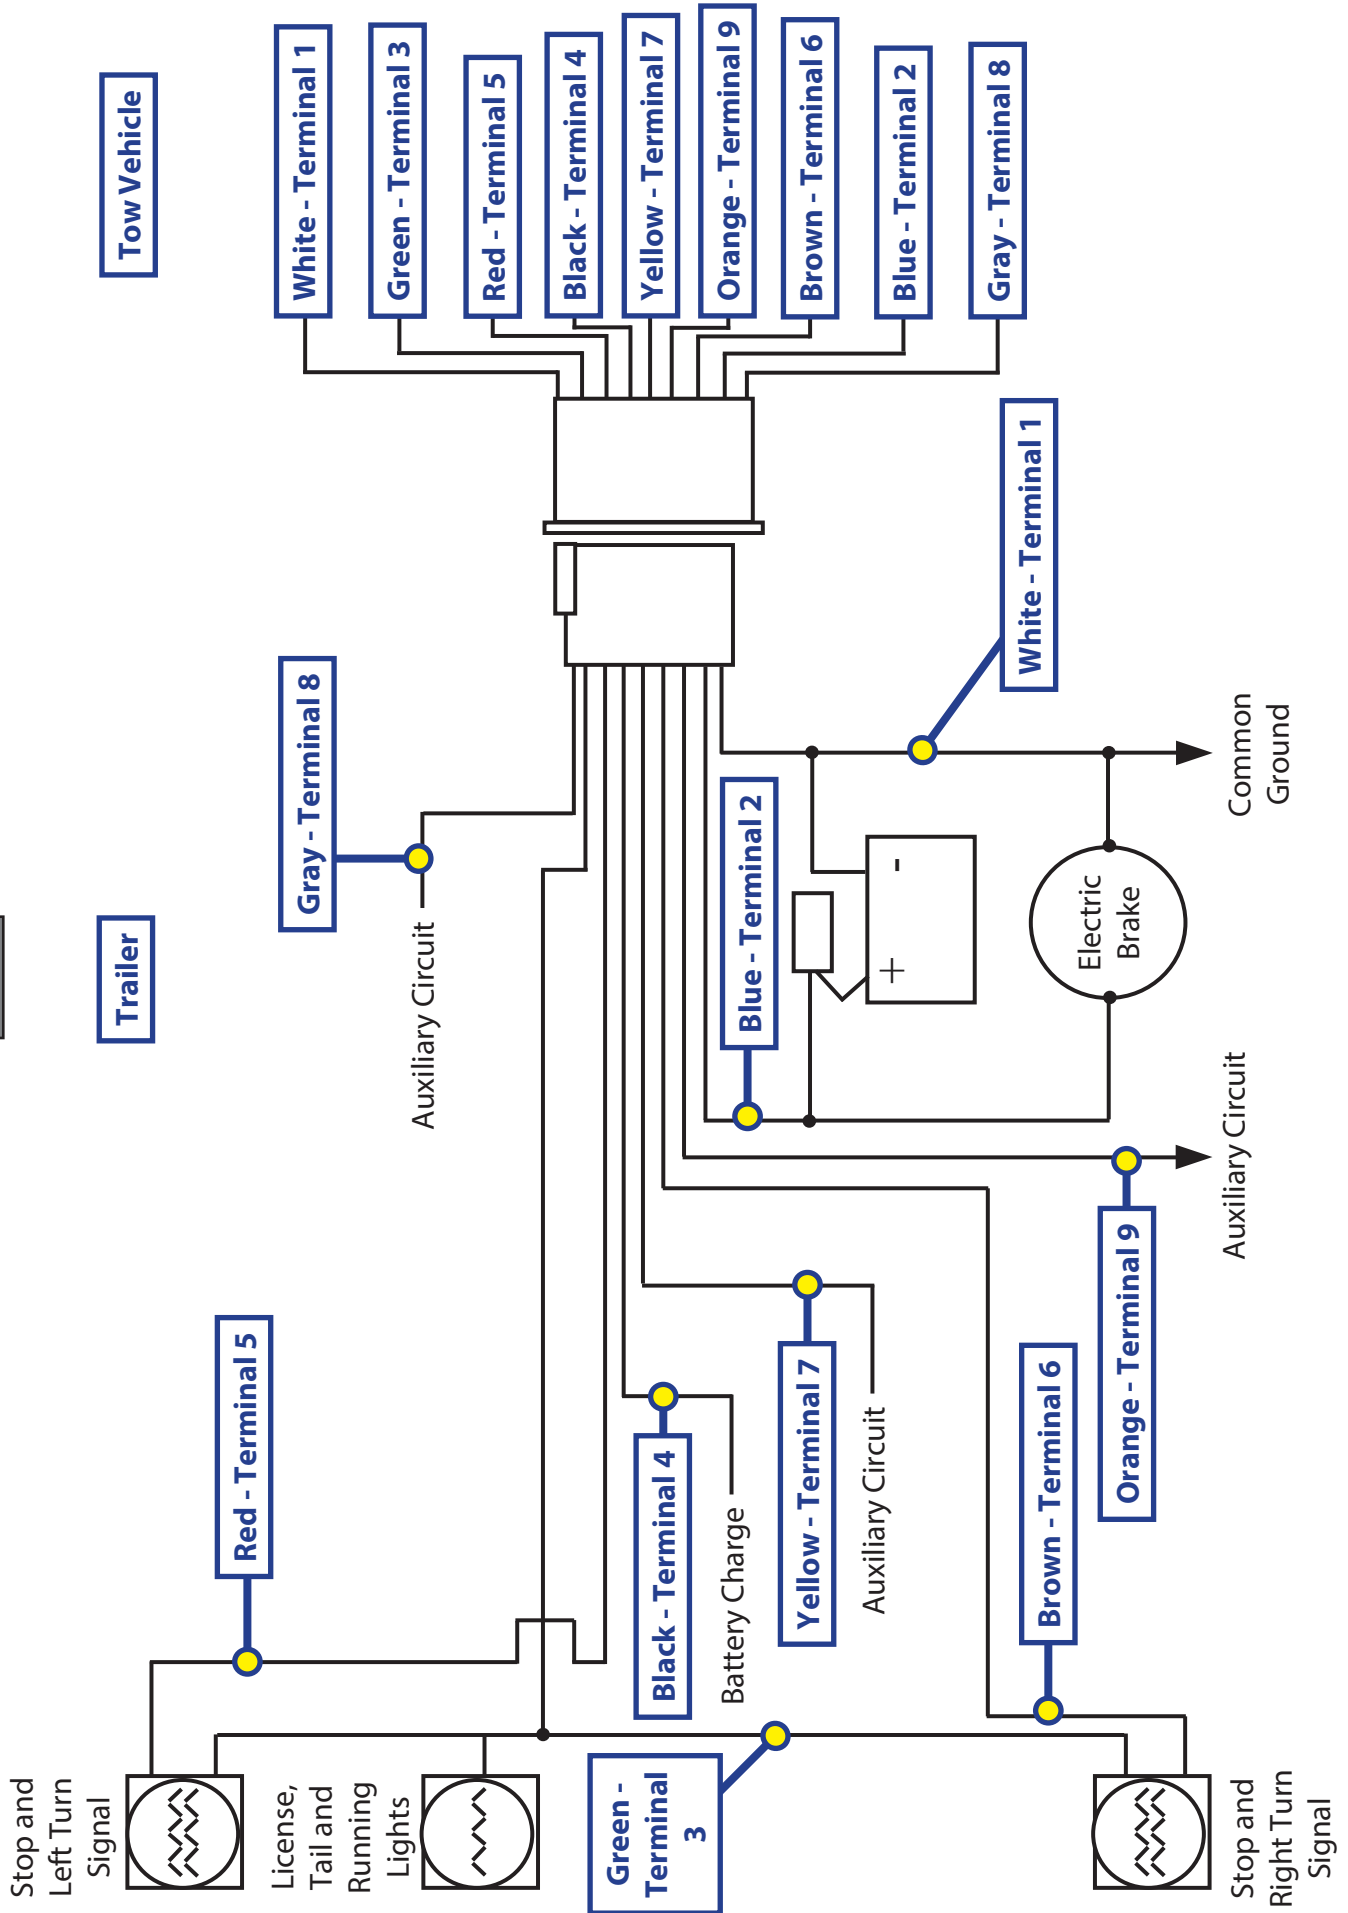 Stop and
Left Turn
Signal
License,
Tail and
Running
Lights
Green -
Terminal
3
Stop and
Right Turn
Signal
Red - Terminal 5
Black - Terminal 4
Battery Charge
Yellow - Terminal 7
Auxiliary Circuit
Brown - Terminal 6
Orange - Terminal 9
Auxiliary Circuit
Trailer
Auxiliary Circuit
Gray - Terminal 8
Blue - Terminal 2
+
-
Electric
Brake
Common
Ground
White - Terminal 1
Tow Vehicle
White - Terminal 1
Green - Terminal 3
Red - Terminal 5
Black - Terminal 4
Yellow - Terminal 7
Orange - Terminal 9
Brown - Terminal 6
Blue - Terminal 2
Gray - Terminal 8